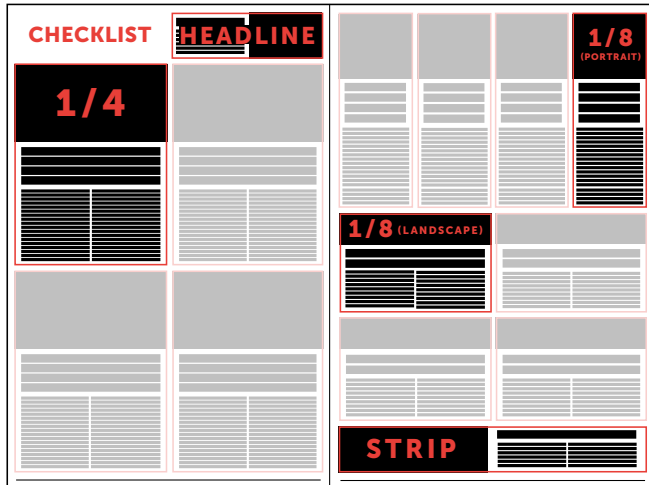 CHECKLIST
HEADLINE
1/4
1/8
(PORTRAIT)
1/8 (LANDSCAPE)
STRIP